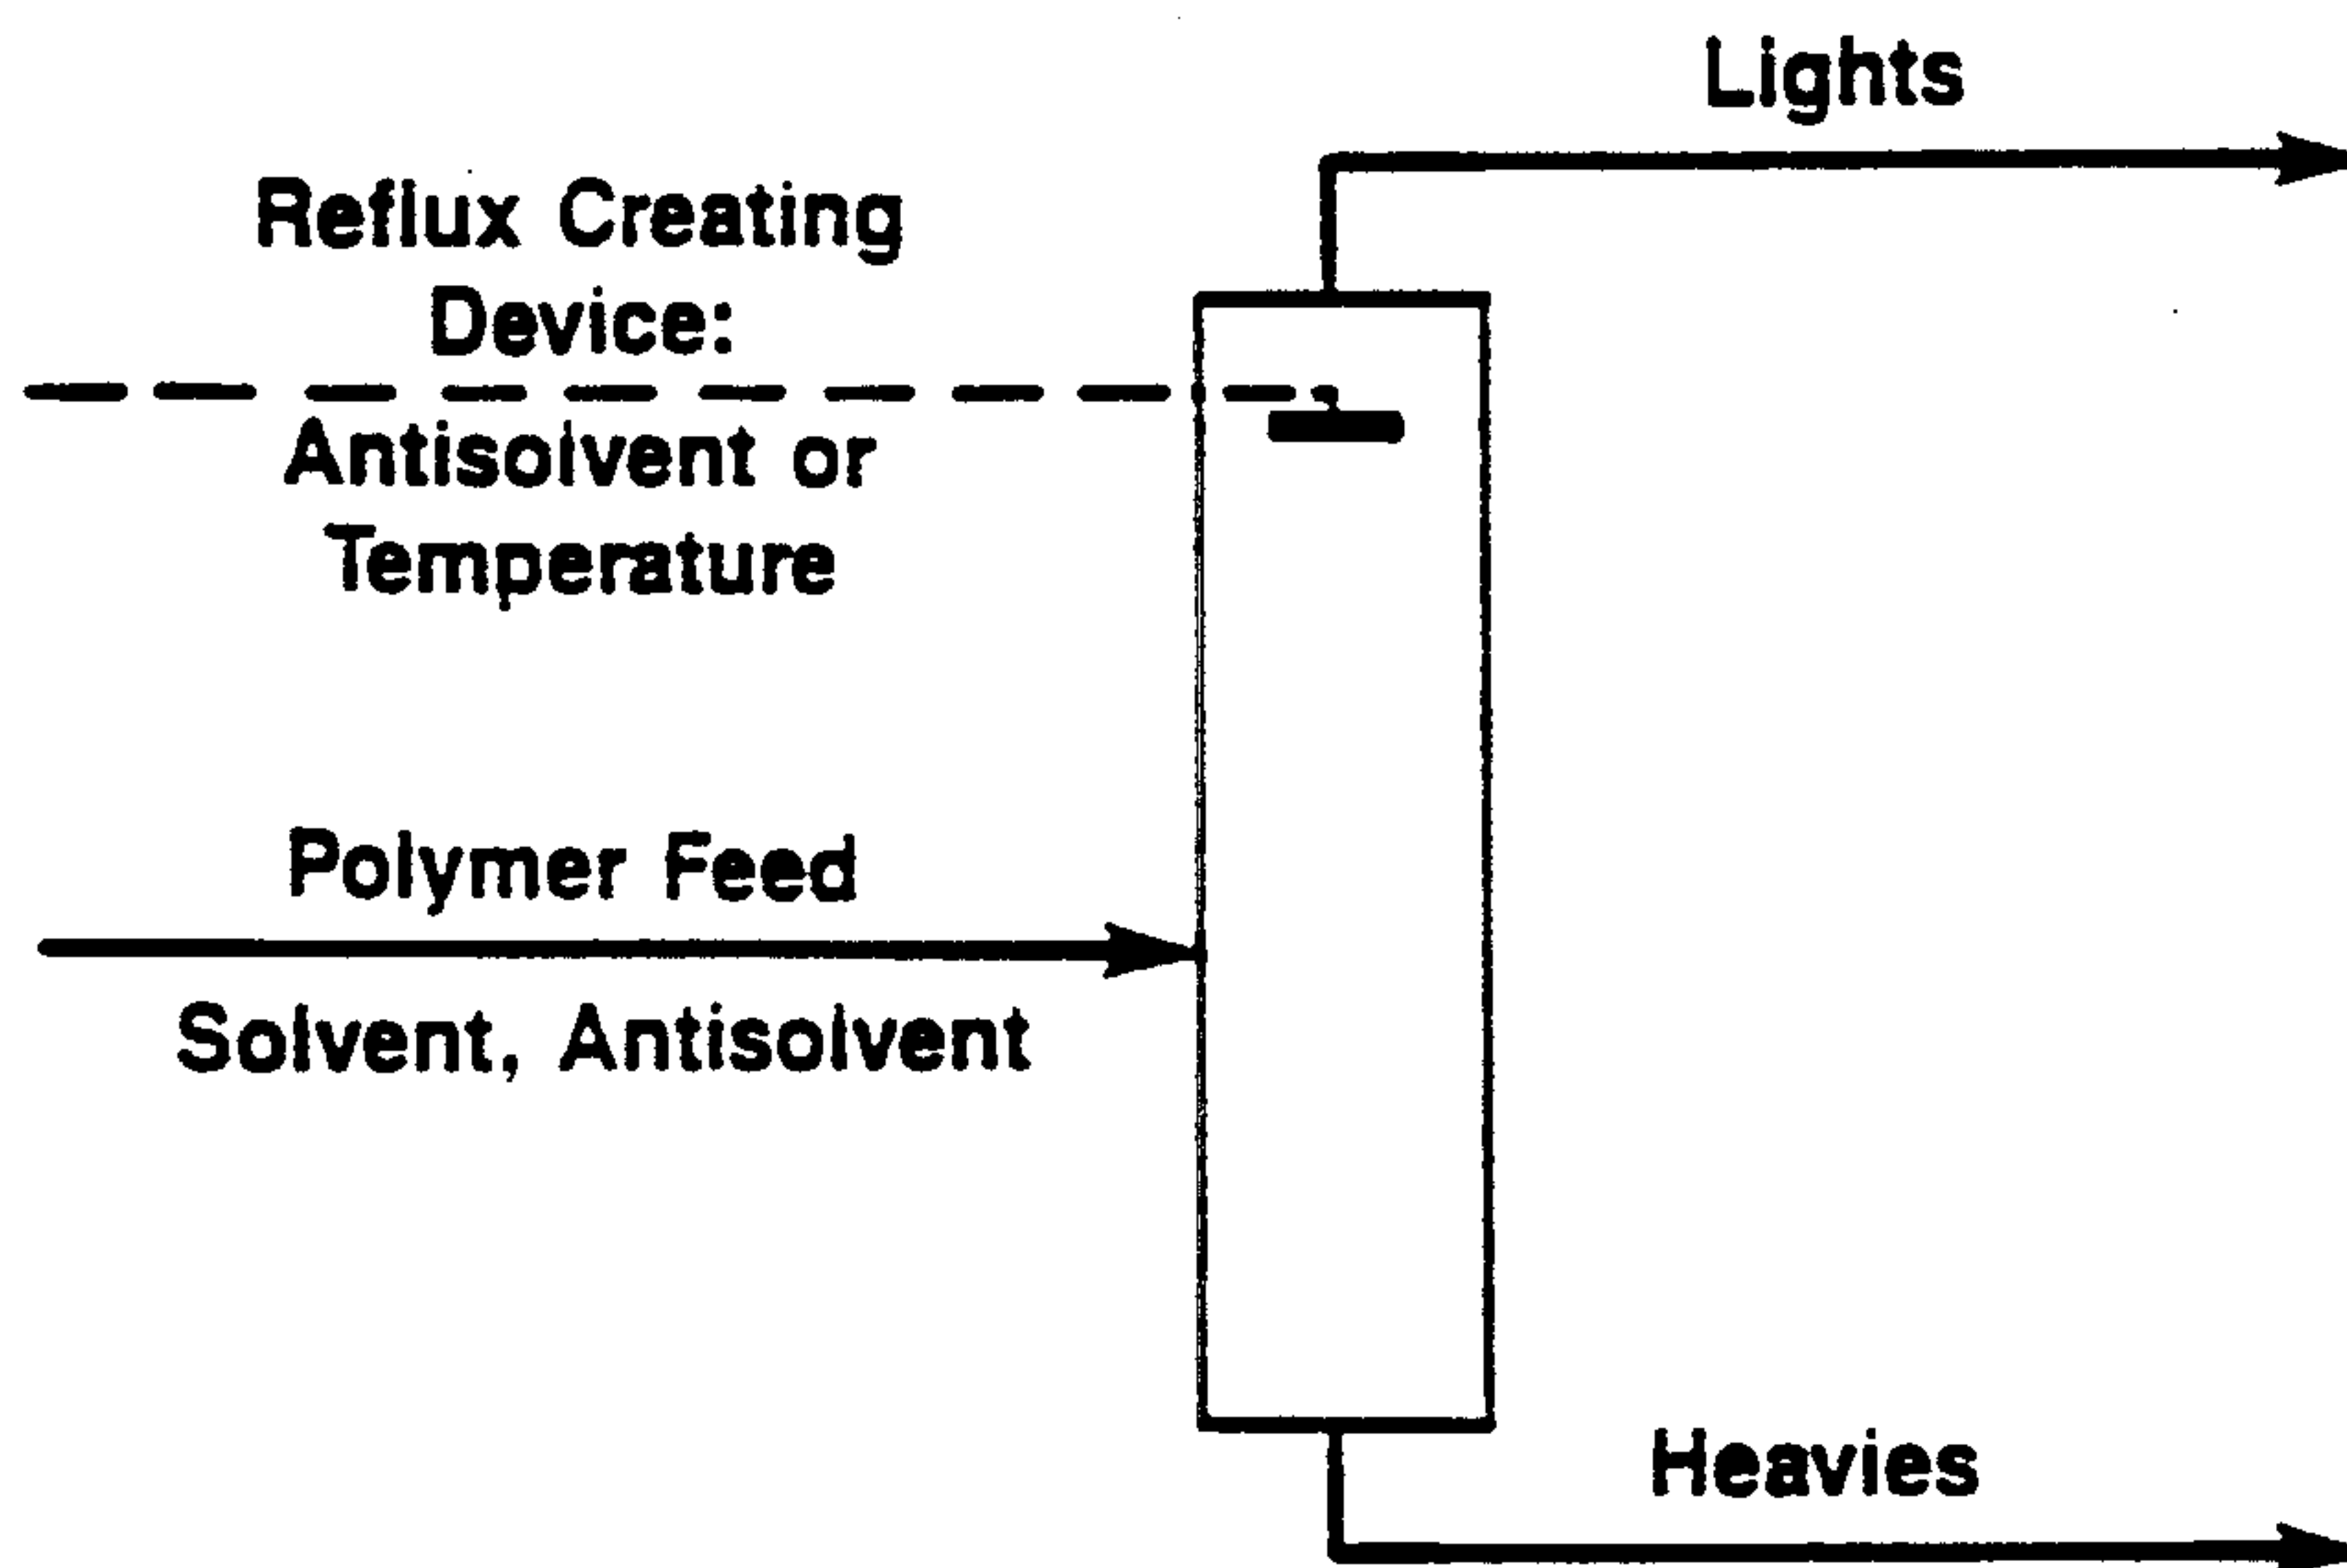 Lights
Reflux Creating
Device:
Antisolvent or
Temperature
Polymer Feed
Solvent, Antisolvent
Heavies